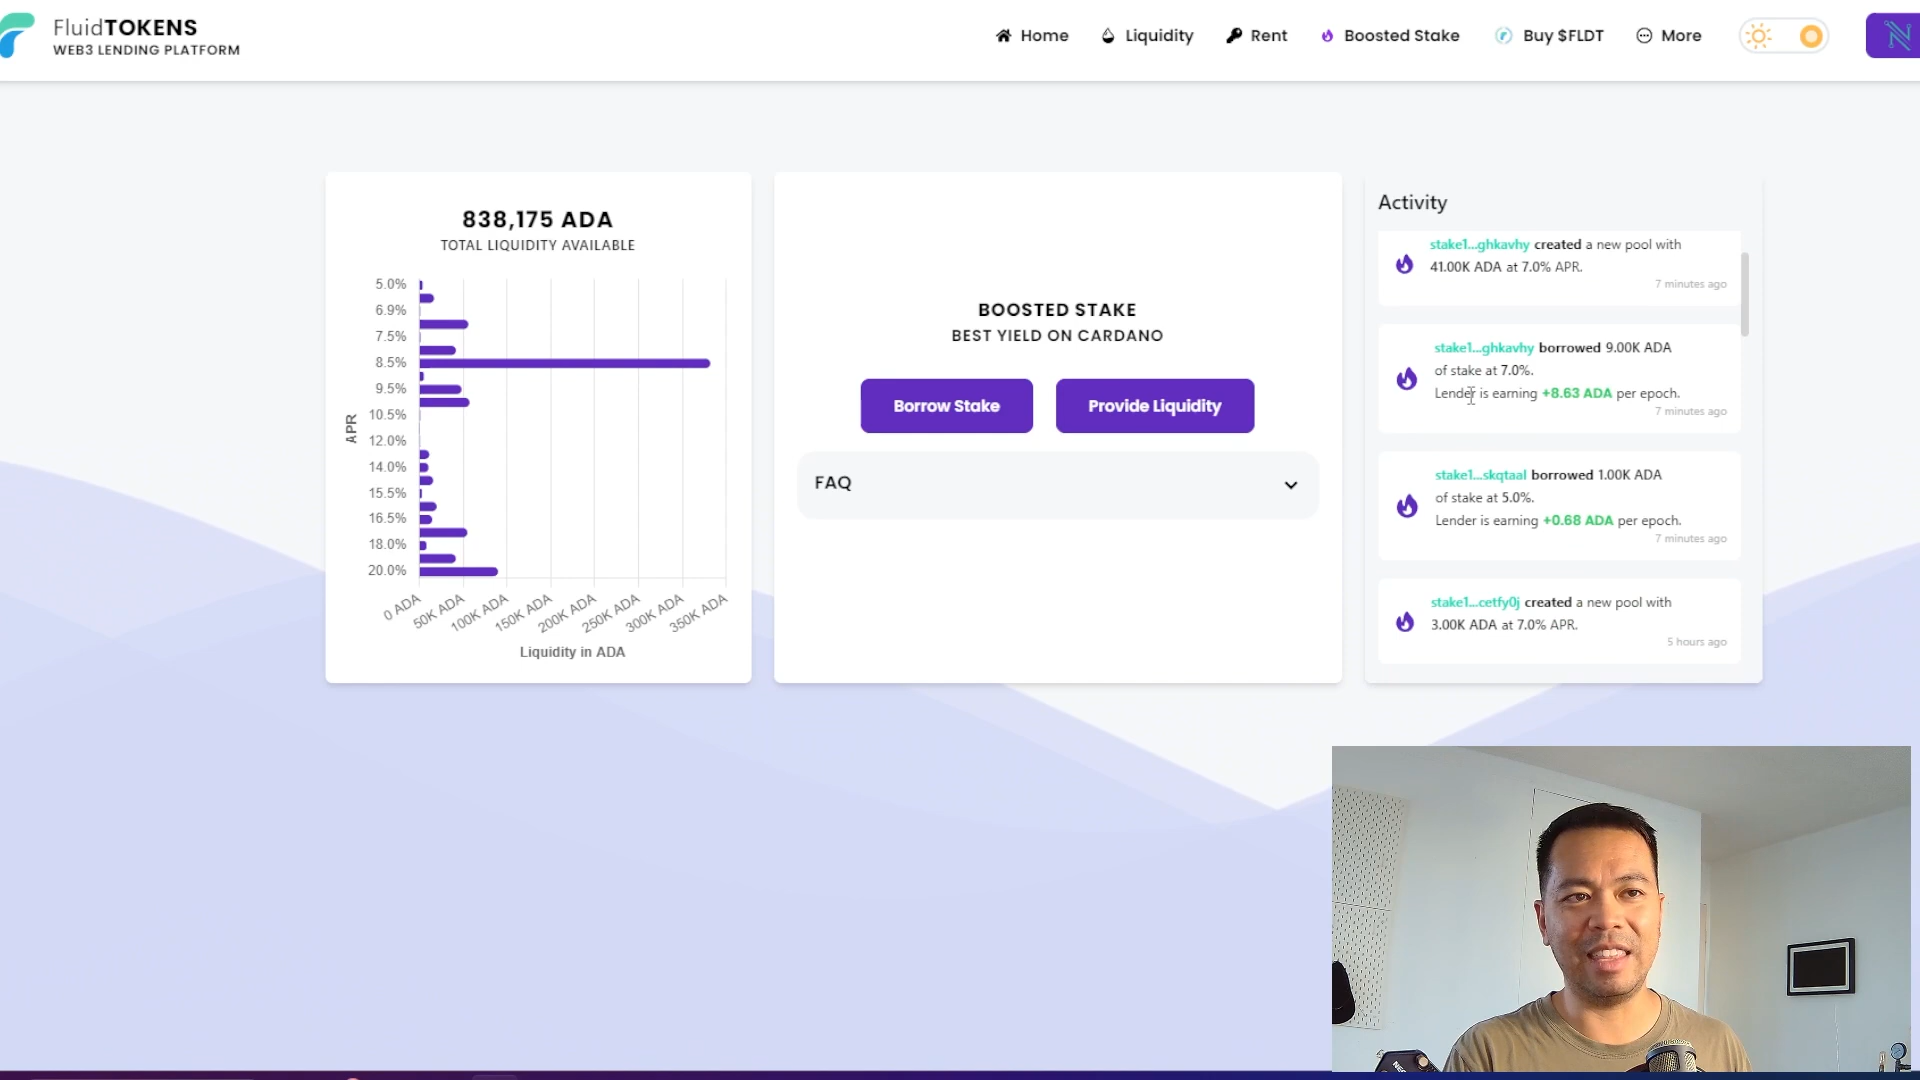 FluidTOKENS
WEB3 LENDING PLATFORM
Home
Liquidity
Rent
Boosted Stake
Buy $FLDT
More
838,175 ADA
TOTAL LIQUIDITY AVAILABLE
5.0%
6.9%
7.5%
8.5%
9.5%
10.5%
12.0%
14.0%
15.5%
16.5%
18.0%
20.0%
APR
0 ADA
50K ADA
100K ADA
150K ADA
200K ADA
250K ADA
300K ADA
350K ADA
Liquidity in ADA
BOOSTED STAKE
BEST YIELD ON CARDANO
Borrow Stake
Provide Liquidity
FAQ
Activity
stake1...ghkavhy created a new pool with
41.00K ADA at 7.0% APR.
7 minutes ago
stake1...ghkavhy borrowed 9.00K ADA
of stake at 7.0%.
Lender is earning +8.63 ADA per epoch.
7 minutes ago
stake1...skqtaal borrowed 1.00K ADA
of stake at 5.0%.
Lender is earning +0.68 ADA per epoch.
7 minutes ago
stake1...cetfy0j created a new pool with
3.00K ADA at 7.0% APR.
5 hours ago